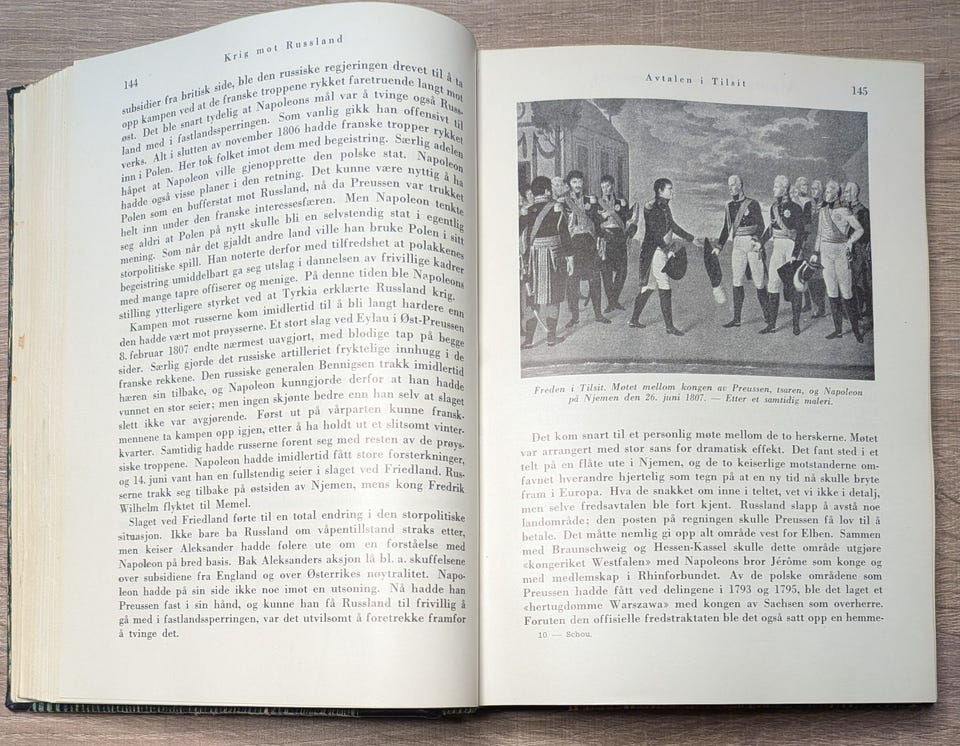 Krig mot Russland
144
subsidier fra britisk side, ble den russiske regjeringen drevet til å ta
opp kampen ved at de franske troppene rykket faretruende langt mot
øst. Det ble snart tydelig at Napoleons mål var å tvinge også Russ-
land med i fastlandssperringen. Som vanlig gikk han offensivt til
verks. Alt i slutten av november 1806 hadde franske tropper rykket
inn i Polen. Her tok folket imot dem med begeistring. Særlig adelen
håpet at Napoleon ville gjenopprette den polske stat. Napoleon
hadde også visse planer i den retning. Det kunne være nyttig å ha
Polen som en bufferstat mot Russland, nå da Preussen var trukket
helt inn under den franske interessesfæren. Men Napoleon tenkte
seg aldri at Polen på nytt skulle bli en selvstendig stat i egentlig
mening. Som når det gjaldt andre land ville han bruke Polen i sitt
storpolitiske spill. Han noterte derfor med tilfredshet at polakkenes
begeistring umiddelbart ga seg utslag i dannelsen av frivillige kadrer
med mange tapre offiserer og menige. På denne tiden ble Napoleons
stilling ytterligere styrket ved at Tyrkia erklærte Russland krig.
Kampen mot russerne kom imidlertid til å bli langt hardere enn
den hadde vært mot prøysserne. Et stort slag ved Eylau i Øst-Preussen
8. februar 1807 endte nærmest uavgjort, med blodige tap på begge
sider. Særlig gjorde det russiske artilleriet fryktelige innhugg i de
franske rekkene. Den russiske generalen Bennigsen trakk imidlertid
hæren sin tilbake, og Napoleon kunngjorde derfor at han hadde
vunnet en stor seier; men ingen skjønte bedre enn han selv at slaget
slett ikke var avgjørende. Først ut på vårparten kunne fransk-
mennene ta kampen opp igjen, etter å ha holdt ut et slitsomt vinter-
kvarter. Samtidig hadde russerne forent seg med resten av de prøys-
siske troppene. Napoleon hadde imidlertid fått store forsterkninger,
og 14. juni vant han en fullstendig seier i slaget ved Friedland. Rus-
serne trakk seg tilbake på østsiden av Njemen, mens kong Fredrik
Wilhelm flyktet til Memel.
Slaget ved Friedland førte til en total endring i den storpolitiske
situasjon. Ikke bare ba Russland om våpentillstand straks etter,
men keiser Aleksander hadde følere ute om en forståelse med
Napoleon på bred basis. Bak Aleksanders aksjon lå bl. a. skuffelsen
over subsidiene fra England og over Østerrikes nøytralitet. Napo-
leon hadde på sin side ikke noe imot en utsoning. Nå hadde han
Preussen fast i sin hånd, og kunne han få Russland til frivillig å
gå med i fastlandssperringen, var det utvilsomt å foretrekke framfor
å tvinge det.
Avtalen i Tilsit
145
Freden i Tilsit. Møtet mellom kongen av Preussen, tsaren, og Napoleon
på Njemen den 26. juni 1807. — Etter et samtidig maleri.
Det kom snart til et personlig møte mellom de to herskerne. Møtet
var arrangert med stor sans for dramatisk effekt. Det fant sted i et
telt på en flåte ute i Njemen, og de to keiserlige motstanderne om-
favnet hverandre hjertelig som tegn på at en ny tid nå skulle bryte
fram i Europa. Hva de snakket om inne i teltet, vet vi ikke i detalj,
men selve fredsavtalen ble fort kjent. Russland slapp å avstå noe
landområde; den posten på regningen skulle Preussen få lov til å
betale. Det måtte nemlig gi opp alt område vest for Elben. Sammen
med Braunschweig og Hessen-Kassel skulle dette område utgjøre
«kongeriket Westfalen» med Napoleons bror Jérôme som konge og
med medlemskap i Rhinforbundet. Av de polske områdene som
Preussen hadde fått ved delingene i 1793 og 1795, ble det laget et
«hertugdomme Warszawa» med kongen av Sachsen som overherre.
Foruten den offisielle fredstraktaten ble det også satt opp en hemme-
10 — Schou.